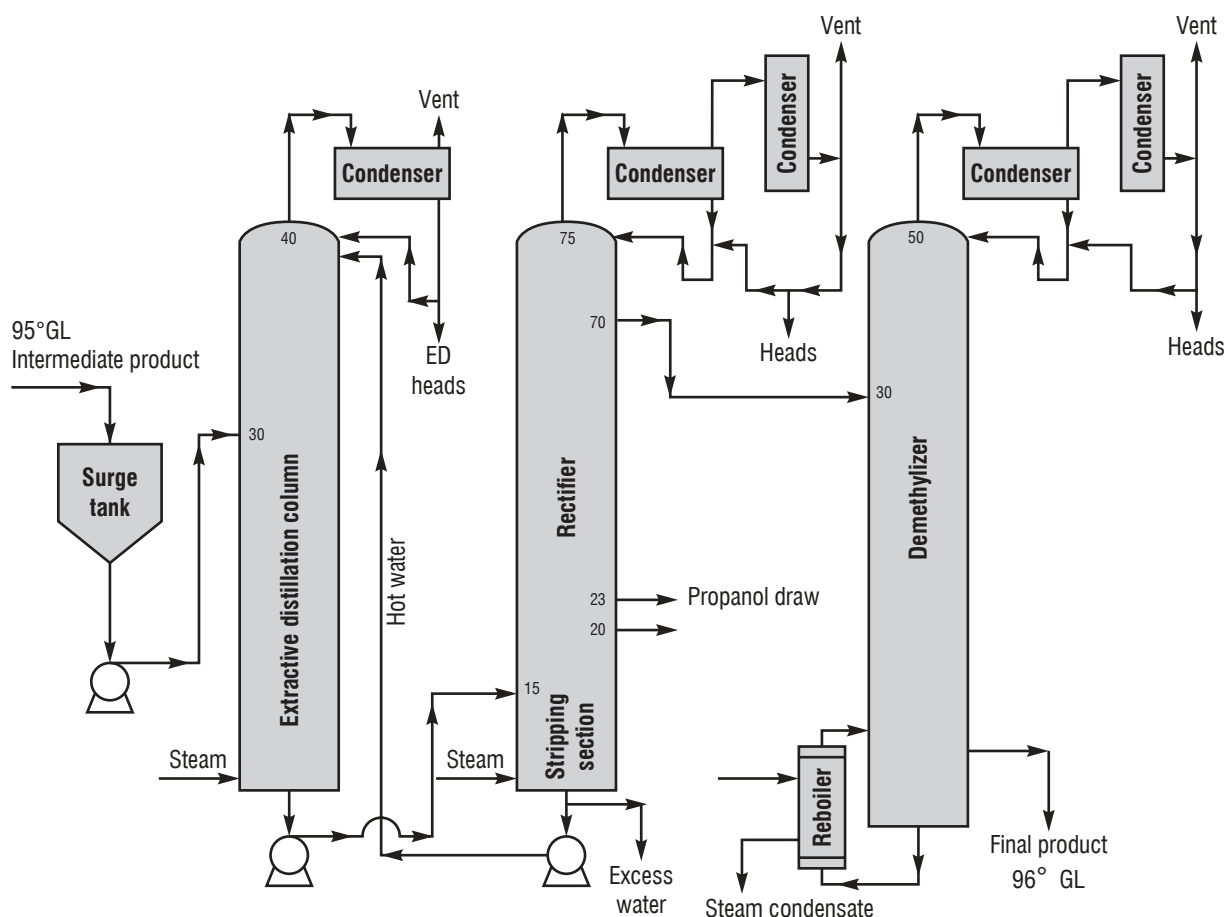 Vent
Vent
Vent
Condenser
Condenser
Condenser
Condenser
Condenser
40
75
50
95°GL
Intermediate product
ED
heads
70
Heads
Heads
30
30
Surge
tank
Extractive distillation column
Hot water
Rectifier
Demethylizer
23
Propanol draw
20
15
Stripping
section
Steam
Steam
Reboiler
Excess
water
Steam condensate
Final product
96° GL